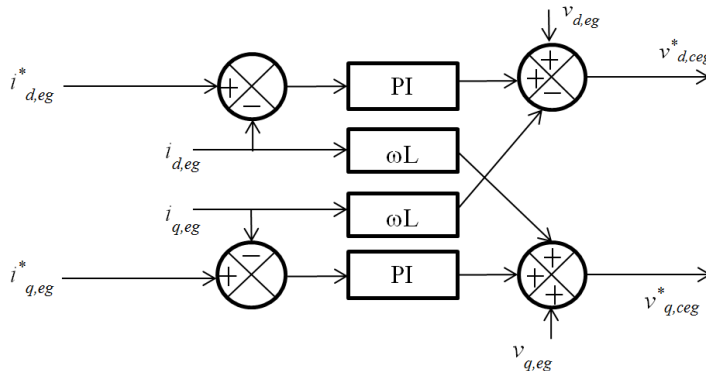 v_{d,eg}
v^*_{d,ceg}
i^*_{d,eg}
+ − PI + + −
i_{d,eg}
ωL
i_{q,eg}
ωL
i^*_{q,eg}
− + PI + + +
v^*_{q,ceg}
v_{q,eg}